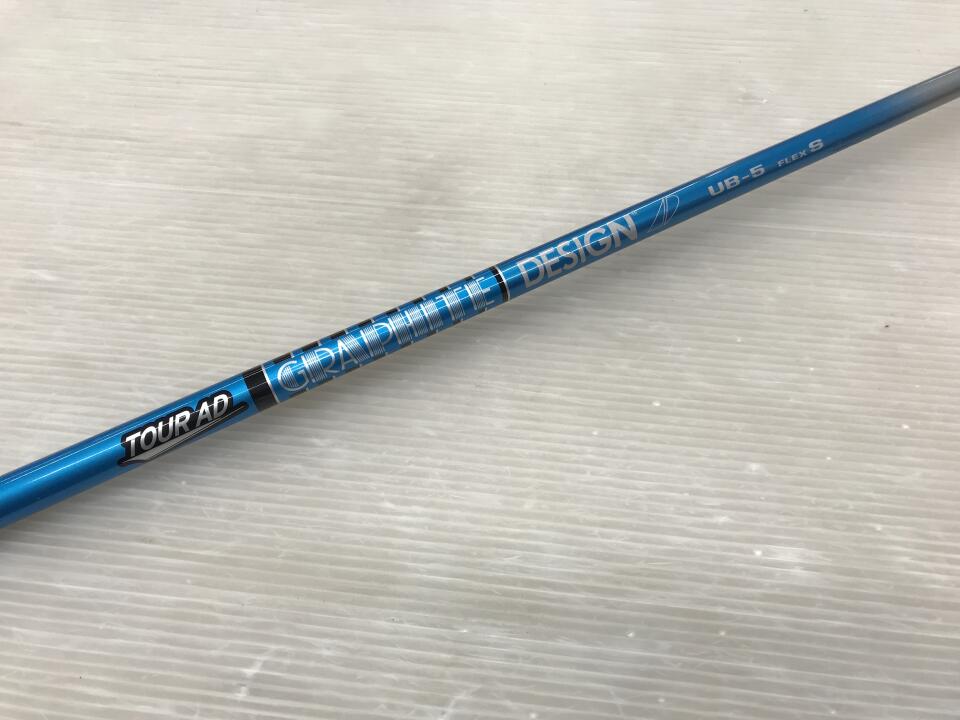 TOUR AD
GRAPHITE DESIGN
UB-5 FLEX S